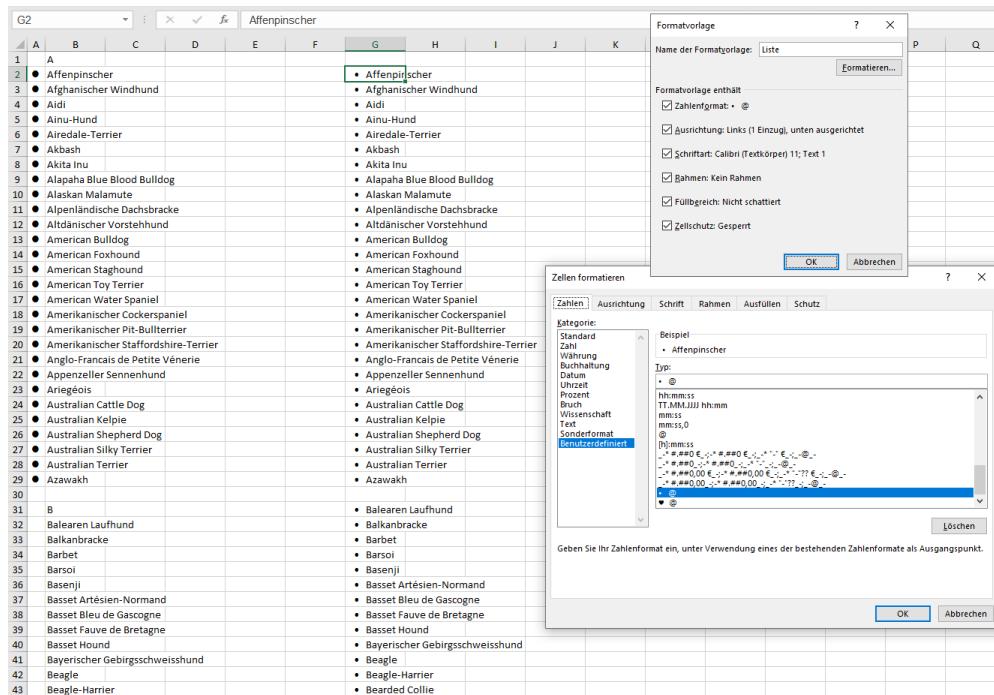 G2 fx Affenpinscher
A B C D E F G H I J K P Q
1 A
2 ● Affenpinscher • Affenpinscher
3 ● Afghanischer Windhund • Afghanischer Windhund
4 ● Aidi • Aidi
5 ● Ainu-Hund • Ainu-Hund
6 ● Airedale-Terrier • Airedale-Terrier
7 ● Akbash • Akbash
8 ● Akita Inu • Akita Inu
9 ● Alapaha Blue Blood Bulldog • Alapaha Blue Blood Bulldog
10 ● Alaskan Malamute • Alaskan Malamute
11 ● Alpenländische Dachsbracke • Alpenländische Dachsbracke
12 ● Altdänischer Vorstehhund • Altdänischer Vorstehhund
13 ● American Bulldog • American Bulldog
14 ● American Foxhound • American Foxhound
15 ● American Staghound • American Staghound
16 ● American Toy Terrier • American Toy Terrier
17 ● American Water Spaniel • American Water Spaniel
18 ● Amerikanischer Cockerspaniel • Amerikanischer Cockerspaniel
19 ● Amerikanischer Pit-Bullterrier • Amerikanischer Pit-Bullterrier
20 ● Amerikanischer Staffordshire-Terrier • Amerikanischer Staffordshire-Terrier
21 ● Anglo-Francais de Petite Vénerie • Anglo-Francais de Petite Vénerie
22 ● Appenzeller Sennenhund • Appenzeller Sennenhund
23 ● Ariegéois • Ariegéois
24 ● Australian Cattle Dog • Australian Cattle Dog
25 ● Australian Kelpie • Australian Kelpie
26 ● Australian Shepherd Dog • Australian Shepherd Dog
27 ● Australian Silky Terrier • Australian Silky Terrier
28 ● Australian Terrier • Australian Terrier
29 ● Azawakh • Azawakh
30
31 B • Balearen Laufhund
32 Balearen Laufhund • Balkanbracke
33 Balkanbracke • Barbet
34 Barbet • Barsoi
35 Barsoi • Basenji
36 Basenji • Basset Artésien-Normand
37 Basset Artésien-Normand • Basset Bleu de Gascogne
38 Basset Bleu de Gascogne • Basset Fauve de Bretagne
39 Basset Fauve de Bretagne • Basset Hound
40 Basset Hound • Bayerischer Gebirgsschweisshund
41 Bayerischer Gebirgsschweisshund • Beagle
42 Beagle • Beagle-Harrier
43 Beagle-Harrier • Bearded Collie
Formatvorlage ? ×
Name der Formatvorlage: Liste
Formatieren...
Formatvorlage enthält
Zahlenformat: • @
Ausrichtung: Links (1 Einzug), unten ausgerichtet
Schriftart: Calibri (Textkörper) 11; Text 1
Rahmen: Kein Rahmen
Füllbereich: Nicht schattiert
Zellschutz: Gesperrt
OK Abbrechen
Zellen formatieren ? ×
Zahlen Ausrichtung Schrift Rahmen Ausfüllen Schutz
Kategorie:
Standard
Zahl
Währung
Buchhaltung
Datum
Uhrzeit
Prozent
Bruch
Wissenschaft
Text
Sonderformat
Benutzerdefiniert
Beispiel
• Affenpinscher
Typ:
• @
hh:mm:ss
TT.MM.JJJJ hh:mm
mm:ss
mm:ss,0
@
[h]:mm:ss
_-* #.##0 €_-;-* #.##0 €_-;_-* "-" €_-;_-@_-
_-* #.##0_-;-* #.##0_-;_-* "-"_-;_-@_-
_-* #.##0,00 €_-;-* #.##0,00 €_-;_-* "-"?? €_-;_-@_-
_-* #.##0,00_-;-* #.##0,00_-;_-* "-"??_-;_-@_-
• @
♥ @
Löschen
Geben Sie Ihr Zahlenformat ein, unter Verwendung eines der bestehenden Zahlenformate als Ausgangspunkt.
OK Abbrechen